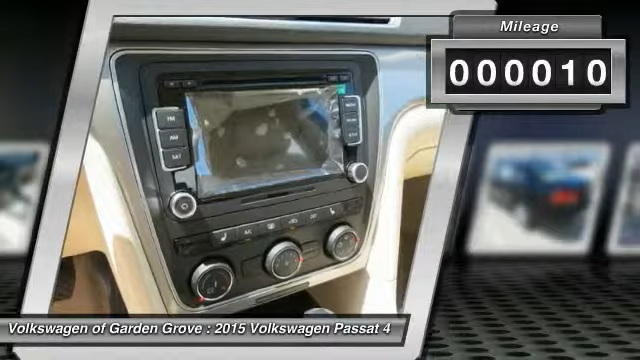 Mileage
000010
FM
AM
SAT
A/C
Volkswagen of Garden Grove : 2015 Volkswagen Passat 4